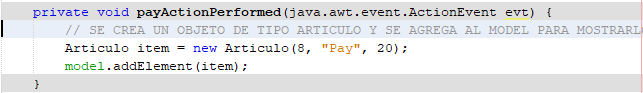 private void payActionPerformed(java.awt.event.ActionEvent evt) {
// SE CREA UN OBJETO DE TIPO ARTICULO Y SE AGREGA AL MODEL PARA MOSTRARL
Articulo item = new Articulo(8, "Pay", 20);
model.addElement(item);
}